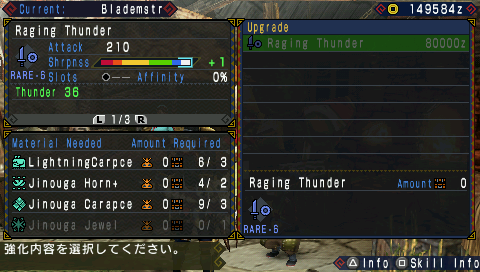 Current: Blademstr
149584z
Raging Thunder
Attack 210
Shrpnss +1
RARE-6 Slots ●—— Affinity 0%
Thunder 36
L 1/3 R
Material Needed Amount Required
LightningCarpce 0 6/ 3
Jinouga Horn+ 0 4/ 2
Jinouga Carapce 0 9/ 3
Jinouga Jewel 0 0/ 1
Upgrade
Raging Thunder 80000z
Raging Thunder Amount 0
RARE-6
強化内容を選択してください。
△ Info □ Skill Info